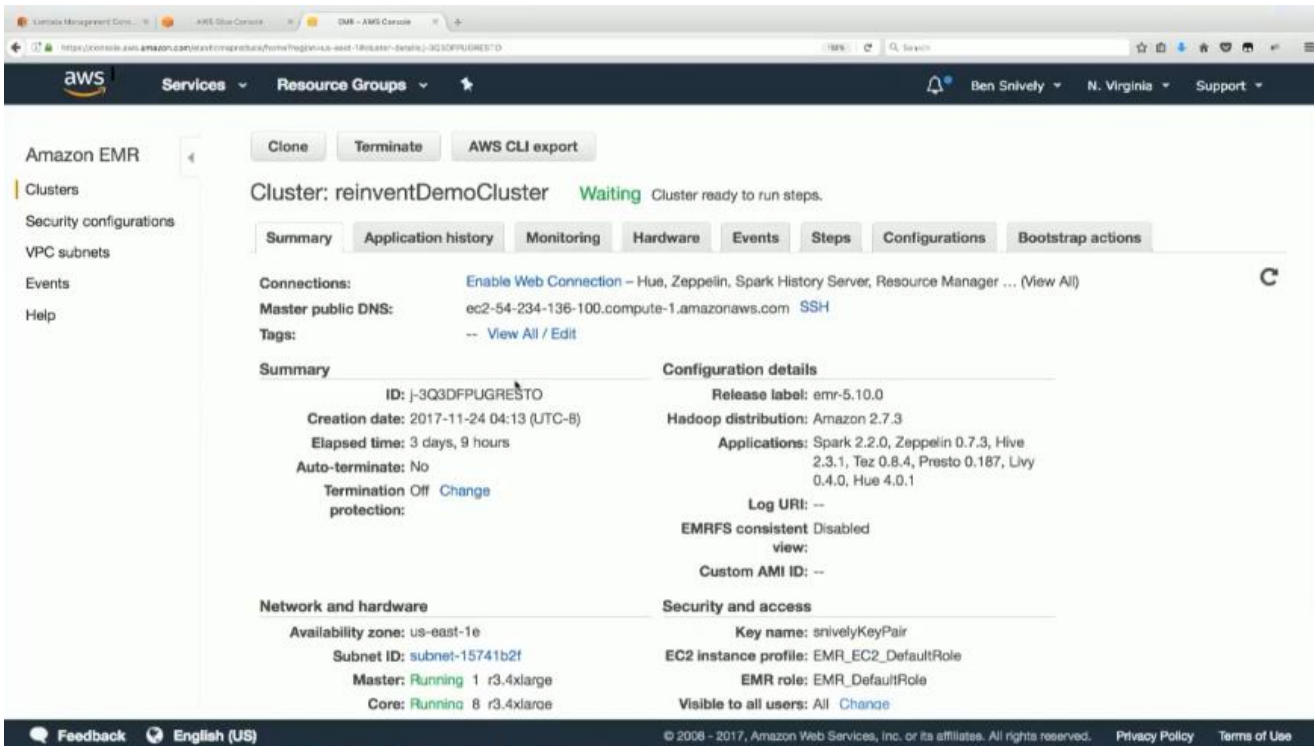 Lambda Management Cons...
AWS Glue Console
EMR – AWS Console
Search
aws
Services
Resource Groups
Ben Snively
N. Virginia
Support
Amazon EMR
Clusters
Security configurations
VPC subnets
Events
Help
Clone
Terminate
AWS CLI export
Cluster: reinventDemoCluster Waiting Cluster ready to run steps.
Summary Application history Monitoring Hardware Events Steps Configurations Bootstrap actions
Connections: Enable Web Connection – Hue, Zeppelin, Spark History Server, Resource Manager ... (View All)
Master public DNS: ec2-54-234-136-100.compute-1.amazonaws.com SSH
Tags: -- View All / Edit
Summary
ID: j-3Q3DFPUGRESTO
Creation date: 2017-11-24 04:13 (UTC-8)
Elapsed time: 3 days, 9 hours
Auto-terminate: No
Termination Off Change
protection:
Configuration details
Release label: emr-5.10.0
Hadoop distribution: Amazon 2.7.3
Applications: Spark 2.2.0, Zeppelin 0.7.3, Hive
2.3.1, Tez 0.8.4, Presto 0.187, Livy
0.4.0, Hue 4.0.1
Log URI: --
EMRFS consistent Disabled
view:
Custom AMI ID: --
Network and hardware
Availability zone: us-east-1e
Subnet ID: subnet-15741b2f
Master: Running 1 r3.4xlarge
Core: Running 8 r3.4xlarge
Security and access
Key name: snivelyKeyPair
EC2 instance profile: EMR_EC2_DefaultRole
EMR role: EMR_DefaultRole
Visible to all users: All Change
Feedback
English (US)
© 2008 - 2017, Amazon Web Services, Inc. or its affiliates. All rights reserved. Privacy Policy Terms of Use